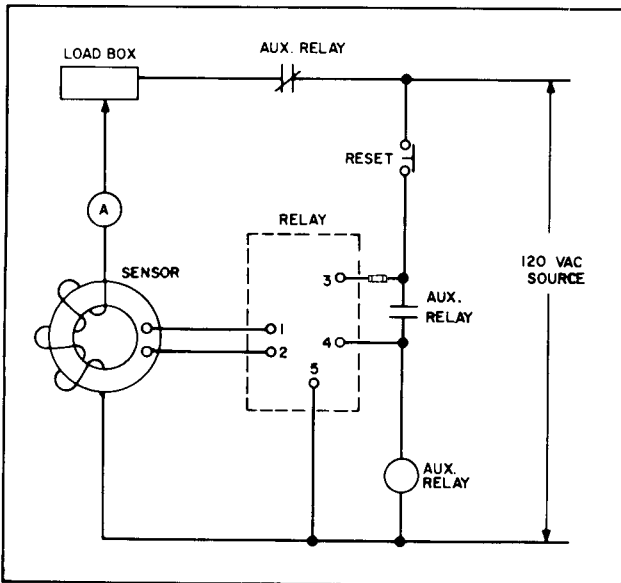 AUX. RELAY
LOAD BOX
RESET
A
RELAY
120 VAC
SOURCE
SENSOR
3
AUX.
RELAY
1
2
4
5
AUX.
RELAY